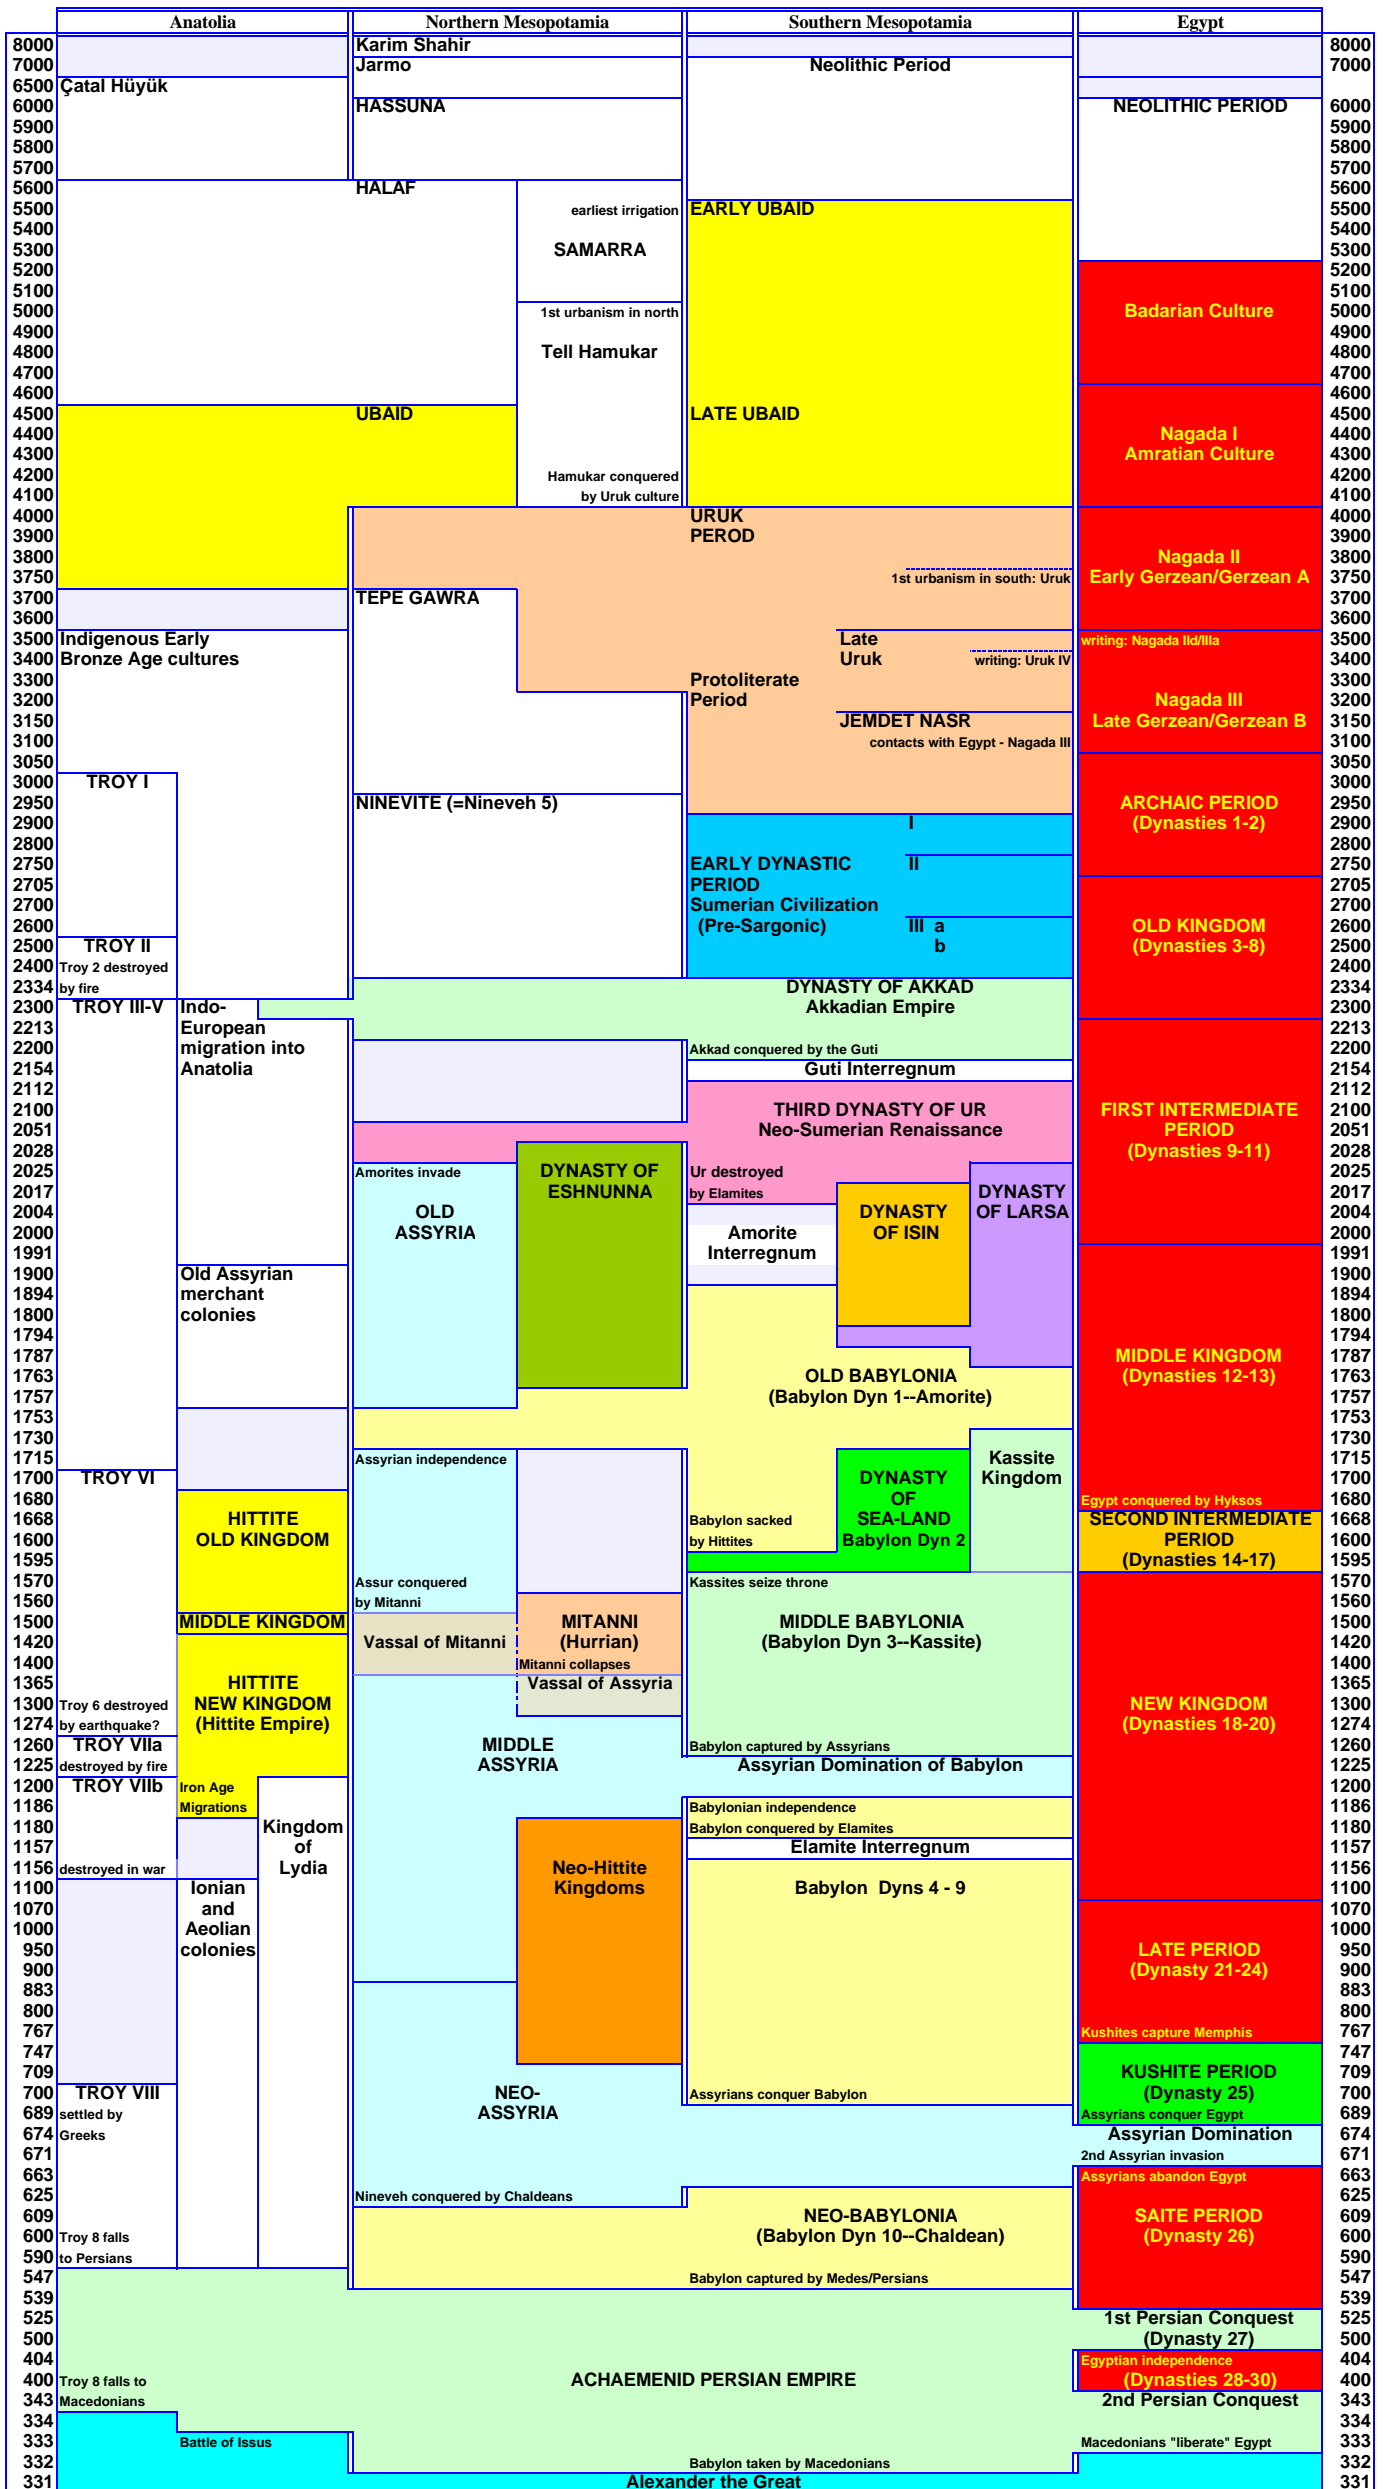 Anatolia Northern Mesopotamia Southern Mesopotamia Egypt
8000 Karim Shahir 8000
7000 Jarmo Neolithic Period 7000
6500 Çatal Hüyük
6000 HASSUNA NEOLITHIC PERIOD 6000
5900 5900
5800 5800
5700 5700
5600 HALAF 5600
5500 earliest irrigation EARLY UBAID 5500
5400 5400
5300 SAMARRA 5300
5200 5200
5100 5100
5000 1st urbanism in north Badarian Culture 5000
4900 4900
4800 Tell Hamukar 4800
4700 4700
4600 4600
4500 UBAID LATE UBAID 4500
4400 Nagada I 4400
4300 Amratian Culture 4300
4200 Hamukar conquered 4200
4100 by Uruk culture 4100
4000 URUK 4000
3900 PEROD 3900
3800 Nagada II 3800
3750 1st urbanism in south: Uruk Early Gerzean/Gerzean A 3750
3700 TEPE GAWRA 3700
3600 3600
3500 Indigenous Early Late writing: Nagada IId/IIIa 3500
3400 Bronze Age cultures Uruk writing: Uruk IV 3400
3300 Protoliterate 3300
3200 Period Nagada III 3200
3150 JEMDET NASR Late Gerzean/Gerzean B 3150
3100 contacts with Egypt - Nagada III 3100
3050 3050
3000 TROY I 3000
2950 NINEVITE (=Nineveh 5) ARCHAIC PERIOD 2950
2900 I (Dynasties 1-2) 2900
2800 2800
2750 EARLY DYNASTIC II 2750
2705 PERIOD 2705
2700 Sumerian Civilization 2700
2600 (Pre-Sargonic) III a OLD KINGDOM 2600
2500 TROY II b (Dynasties 3-8) 2500
2400 Troy 2 destroyed 2400
2334 by fire DYNASTY OF AKKAD 2334
2300 TROY III-V Indo- Akkadian Empire 2300
2213 European 2213
2200 migration into Akkad conquered by the Guti 2200
2154 Anatolia Guti Interregnum 2154
2112 2112
2100 THIRD DYNASTY OF UR FIRST INTERMEDIATE 2100
2051 Neo-Sumerian Renaissance PERIOD 2051
2028 (Dynasties 9-11) 2028
2025 Amorites invade DYNASTY OF Ur destroyed 2025
2017 ESHNUNNA by Elamites DYNASTY 2017
2004 OLD DYNASTY OF LARSA 2004
2000 ASSYRIA Amorite OF ISIN 2000
1991 Interregnum 1991
1900 Old Assyrian 1900
1894 merchant 1894
1800 colonies 1800
1794 1794
1787 MIDDLE KINGDOM 1787
1763 OLD BABYLONIA (Dynasties 12-13) 1763
1757 (Babylon Dyn 1--Amorite) 1757
1753 1753
1730 1730
1715 Assyrian independence Kassite 1715
1700 TROY VI DYNASTY Kingdom 1700
1680 OF Egypt conquered by Hyksos 1680
1668 HITTITE Babylon sacked SEA-LAND SECOND INTERMEDIATE 1668
1600 OLD KINGDOM by Hittites Babylon Dyn 2 PERIOD 1600
1595 (Dynasties 14-17) 1595
1570 Assur conquered Kassites seize throne 1570
1560 by Mitanni 1560
1500 MIDDLE KINGDOM MITANNI MIDDLE BABYLONIA 1500
1420 Vassal of Mitanni (Hurrian) (Babylon Dyn 3--Kassite) 1420
1400 Mitanni collapses 1400
1365 HITTITE Vassal of Assyria 1365
1300 Troy 6 destroyed NEW KINGDOM NEW KINGDOM 1300
1274 by earthquake? (Hittite Empire) (Dynasties 18-20) 1274
1260 TROY VIIa MIDDLE Babylon captured by Assyrians 1260
1225 destroyed by fire ASSYRIA Assyrian Domination of Babylon 1225
1200 TROY VIIb Iron Age 1200
1186 Migrations Babylonian independence 1186
1180 Kingdom Babylon conquered by Elamites 1180
1157 of Elamite Interregnum 1157
1156 destroyed in war Lydia Neo-Hittite 1156
1100 Ionian Kingdoms Babylon Dyns 4 - 9 1100
1070 and 1070
1000 Aeolian 1000
950 colonies LATE PERIOD 950
900 (Dynasty 21-24) 900
883 883
800 800
767 Kushites capture Memphis 767
747 747
709 KUSHITE PERIOD 709
700 TROY VIII NEO- Assyrians conquer Babylon (Dynasty 25) 700
689 settled by ASSYRIA Assyrians conquer Egypt 689
674 Greeks Assyrian Domination 674
671 2nd Assyrian invasion 671
663 Assyrians abandon Egypt 663
625 Nineveh conquered by Chaldeans 625
609 NEO-BABYLONIA SAITE PERIOD 609
600 Troy 8 falls (Babylon Dyn 10--Chaldean) (Dynasty 26) 600
590 to Persians 590
547 Babylon captured by Medes/Persians 547
539 539
525 1st Persian Conquest 525
500 (Dynasty 27) 500
404 Egyptian independence 404
400 Troy 8 falls to ACHAEMENID PERSIAN EMPIRE (Dynasties 28-30) 400
343 Macedonians 2nd Persian Conquest 343
334 334
333 Battle of Issus Macedonians "liberate" Egypt 333
332 Babylon taken by Macedonians 332
331 Alexander the Great 331